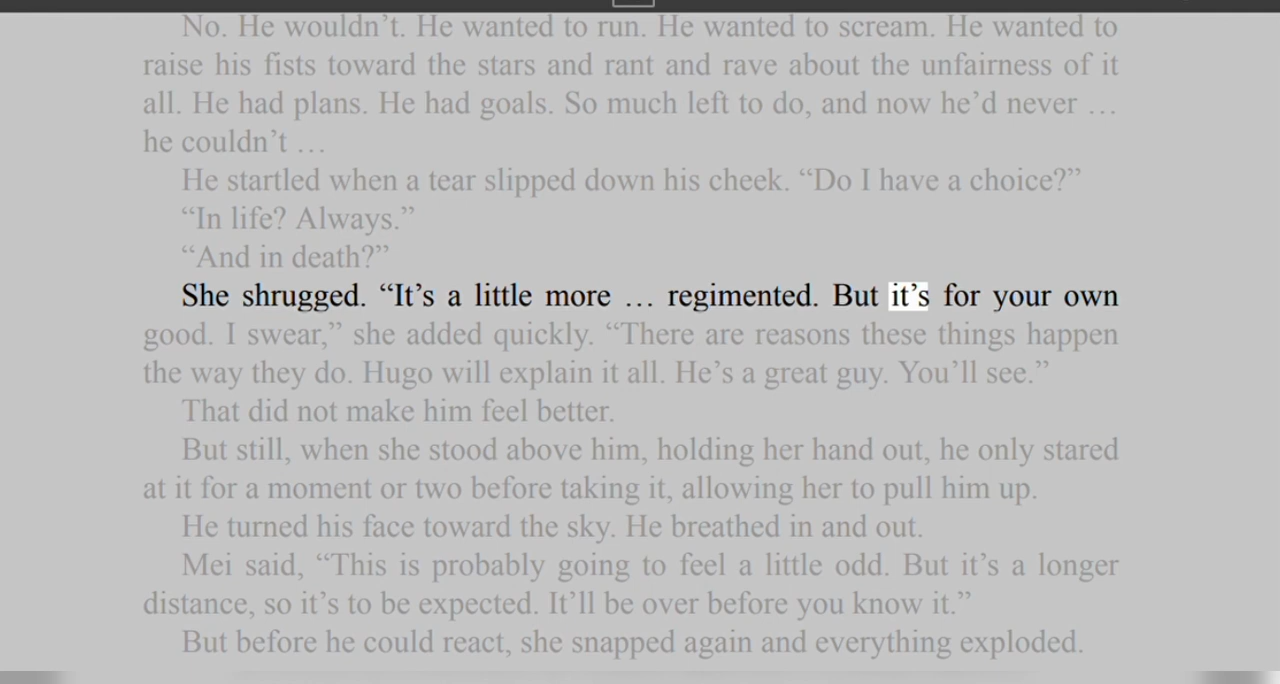 No. He wouldn’t. He wanted to run. He wanted to scream. He wanted to
raise his fists toward the stars and rant and rave about the unfairness of it
all. He had plans. He had goals. So much left to do, and now he’d never …
he couldn’t …
He startled when a tear slipped down his cheek. “Do I have a choice?”
“In life? Always.”
“And in death?”
She shrugged. “It’s a little more … regimented. But it’s for your own
good. I swear,” she added quickly. “There are reasons these things happen
the way they do. Hugo will explain it all. He’s a great guy. You’ll see.”
That did not make him feel better.
But still, when she stood above him, holding her hand out, he only stared
at it for a moment or two before taking it, allowing her to pull him up.
He turned his face toward the sky. He breathed in and out.
Mei said, “This is probably going to feel a little odd. But it’s a longer
distance, so it’s to be expected. It’ll be over before you know it.”
But before he could react, she snapped again and everything exploded.